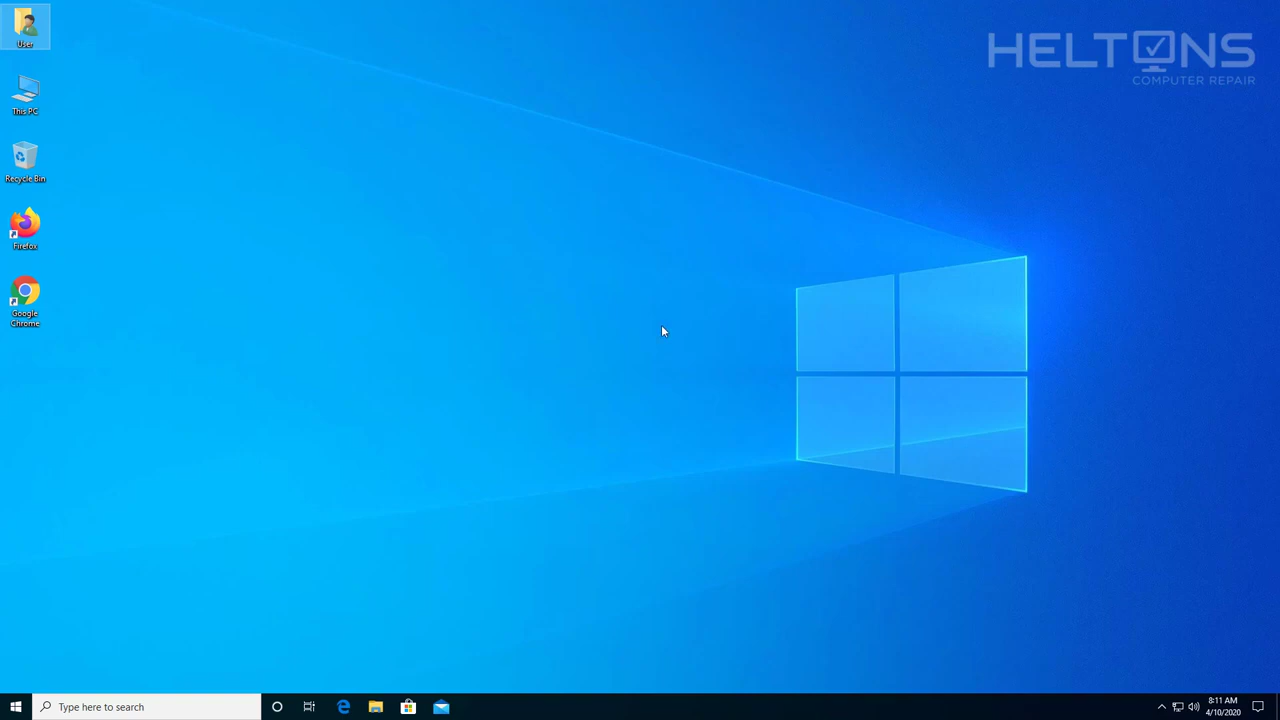 HELTONS
COMPUTER REPAIR
User
This PC
Recycle Bin
Firefox
Google
Chrome
Type here to search
8:11 AM
4/10/2020